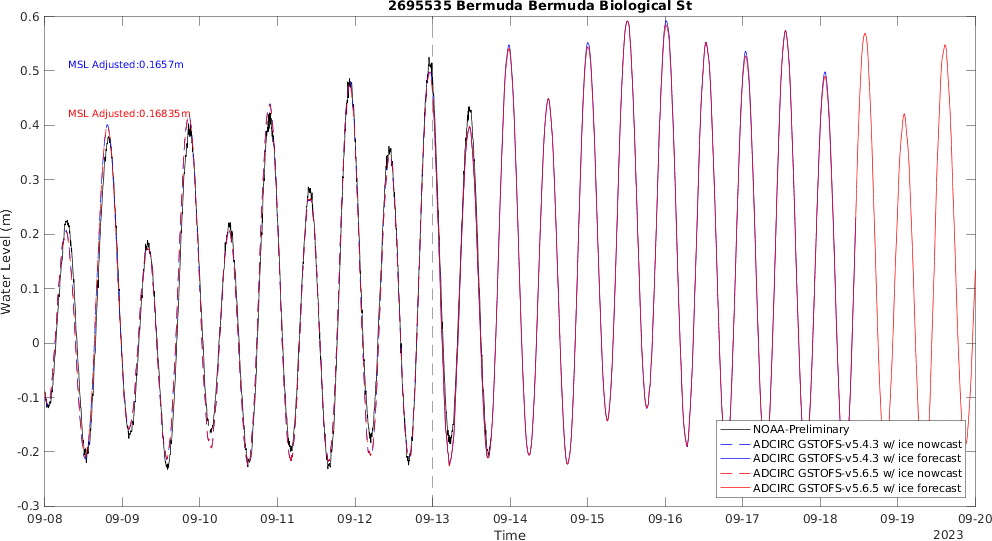 2695535 Bermuda Bermuda Biological St
0.6
0.5
0.4
0.3
0.2
0.1
0
-0.1
-0.2
-0.3
Water Level (m)
MSL Adjusted:0.1657m
MSL Adjusted:0.16835m
NOAA-Preliminary
ADCIRC GSTOFS-v5.4.3 w/ ice nowcast
ADCIRC GSTOFS-v5.4.3 w/ ice forecast
ADCIRC GSTOFS-v5.6.5 w/ ice nowcast
ADCIRC GSTOFS-v5.6.5 w/ ice forecast
09-08 09-09 09-10 09-11 09-12 09-13 09-14 09-15 09-16 09-17 09-18 09-19 09-20
Time
2023